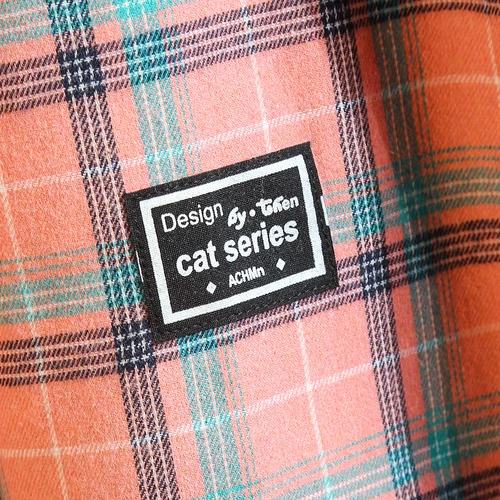 Design by • token
cat series
◆ ACHMn ◆